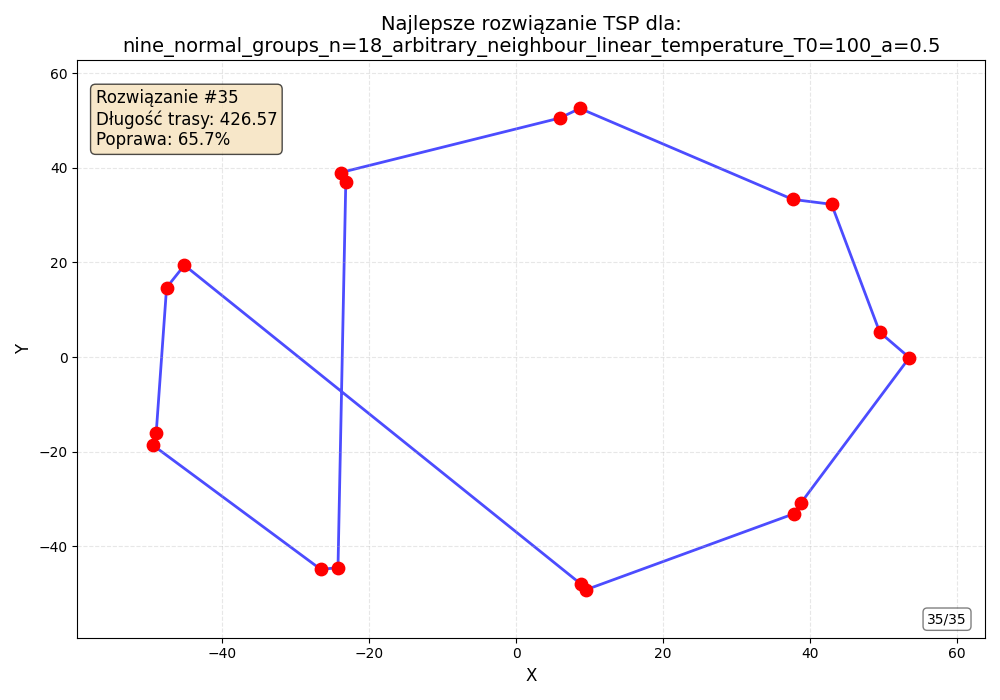 Najlepsze rozwiązanie TSP dla:
nine_normal_groups_n=18_arbitrary_neighbour_linear_temperature_T0=100_a=0.5
Rozwiązanie #35
Długość trasy: 426.57
Poprawa: 65.7%
60
40
20
0
−20
−40
Y
35/35
−40
−20
0
20
40
60
X